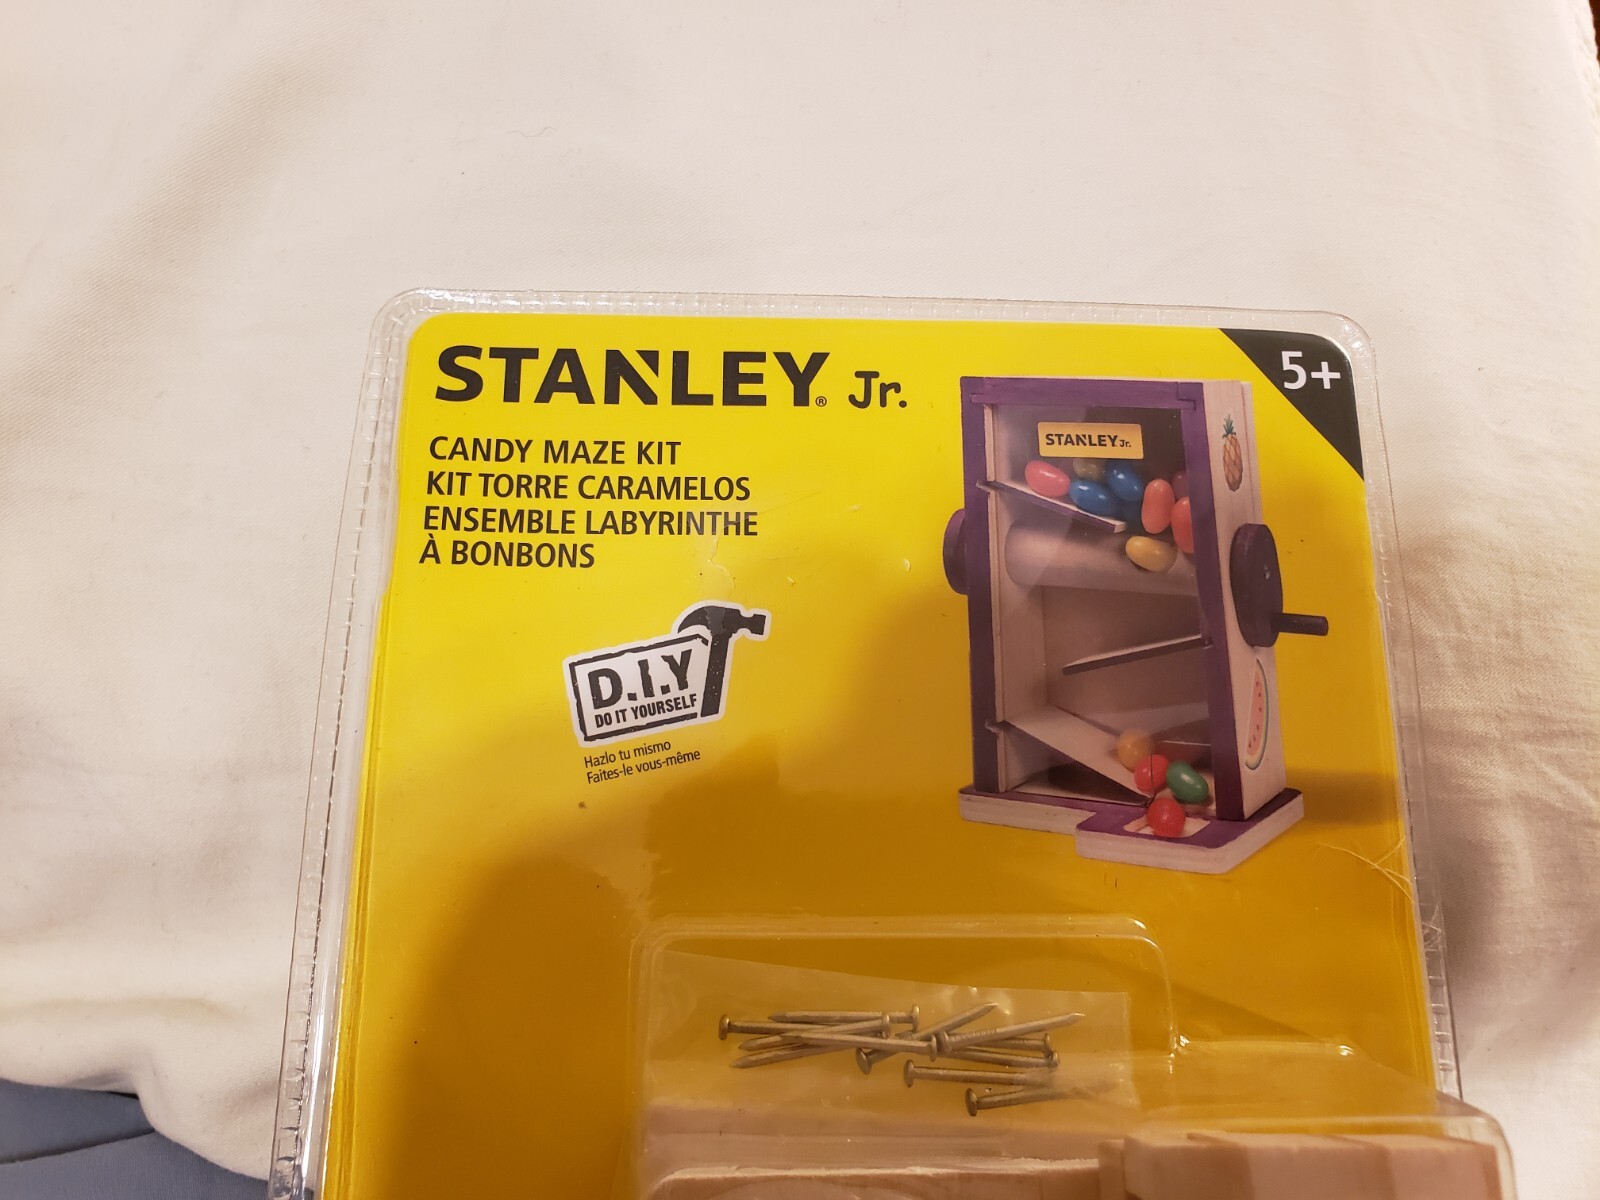 STANLEY® Jr.
5+
CANDY MAZE KIT
KIT TORRE CARAMELOS
ENSEMBLE LABYRINTHE
À BONBONS
STANLEY Jr.
D.I.Y
DO IT YOURSELF
Hazlo tu mismo
Faites-le vous-même